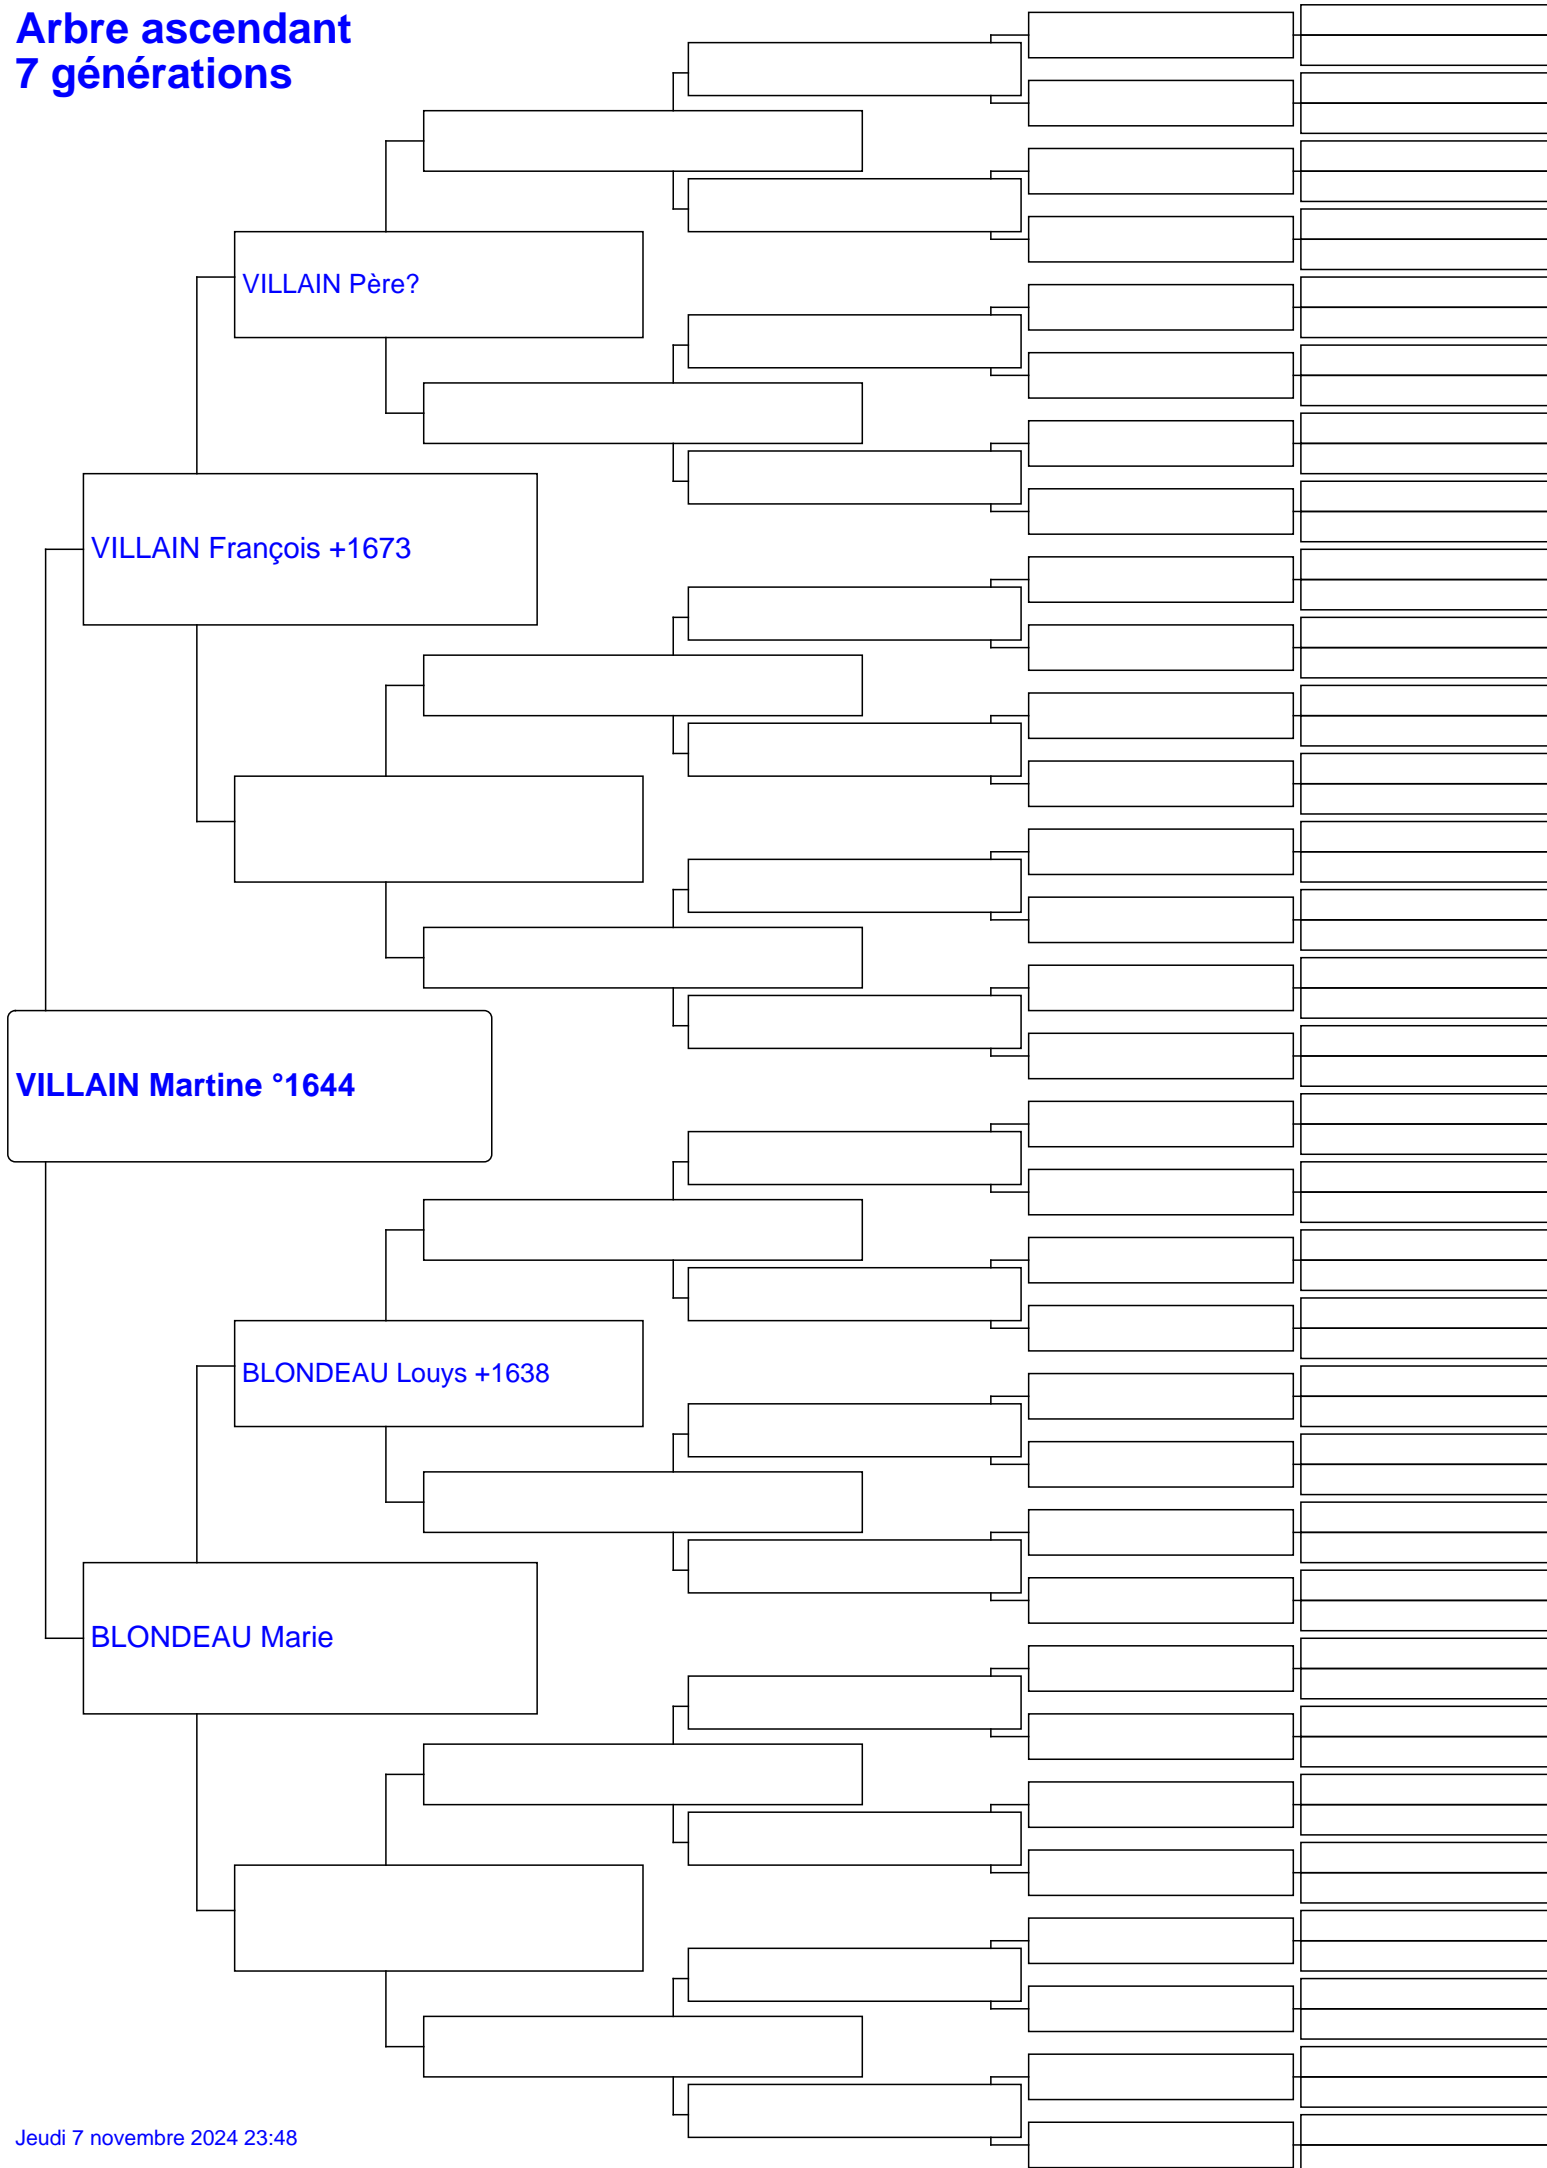 Arbre ascendant
7 générations
VILLAIN Père?
VILLAIN François +1673
VILLAIN Martine °1644
BLONDEAU Louys +1638
BLONDEAU Marie
Jeudi 7 novembre 2024 23:48